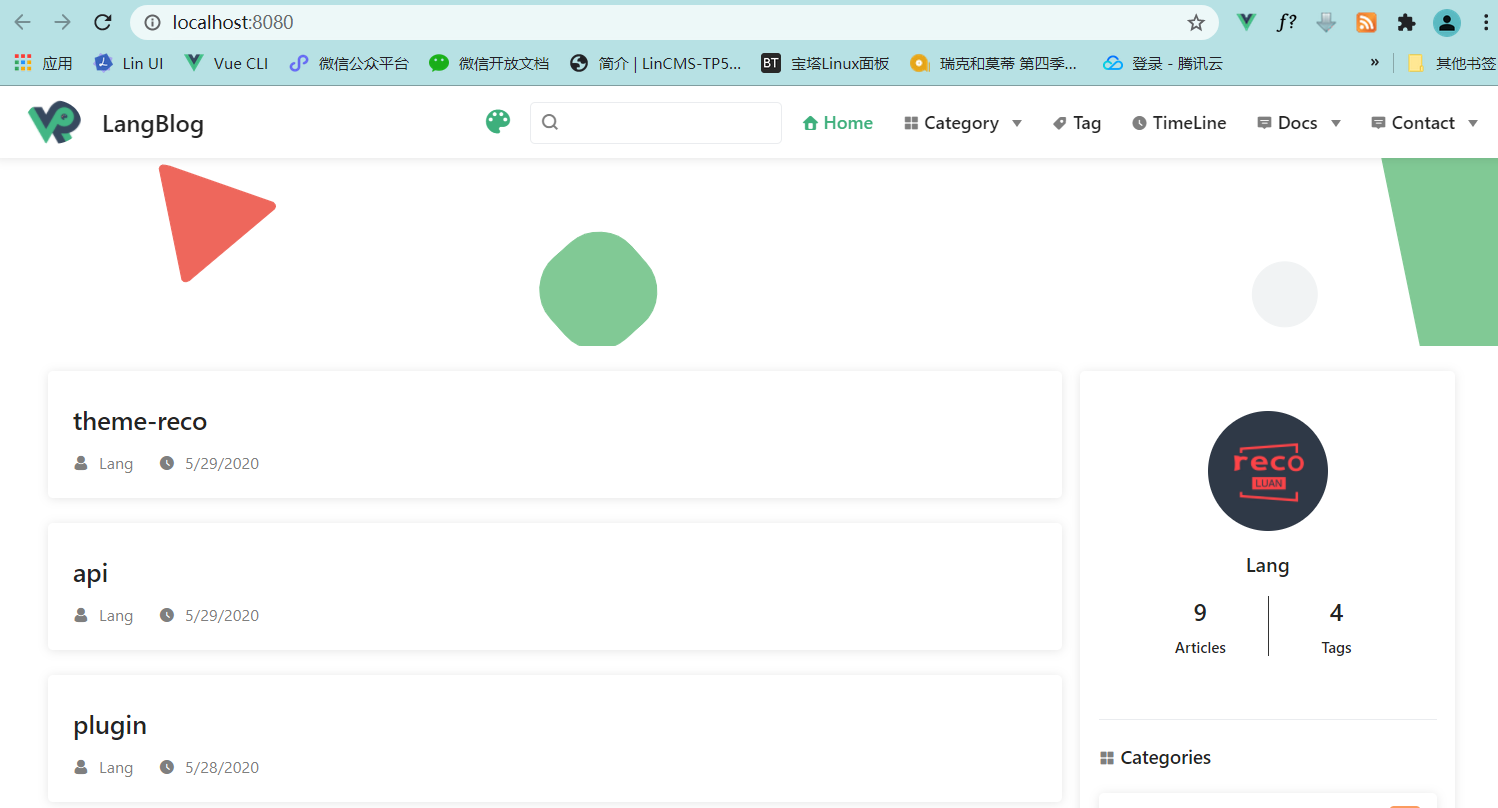 localhost:8080
f?
应用 Lin UI Vue CLI 微信公众平台 微信开放文档 简介 | LinCMS-TP5... BT 宝塔Linux面板 瑞克和莫蒂 第四季... 登录 - 腾讯云 » 其他书签
LangBlog Home Category Tag TimeLine Docs Contact
theme-reco
Lang 5/29/2020
api
Lang 5/29/2020
plugin
Lang 5/28/2020
reco
LUAN
Lang
9 4
Articles Tags
Categories